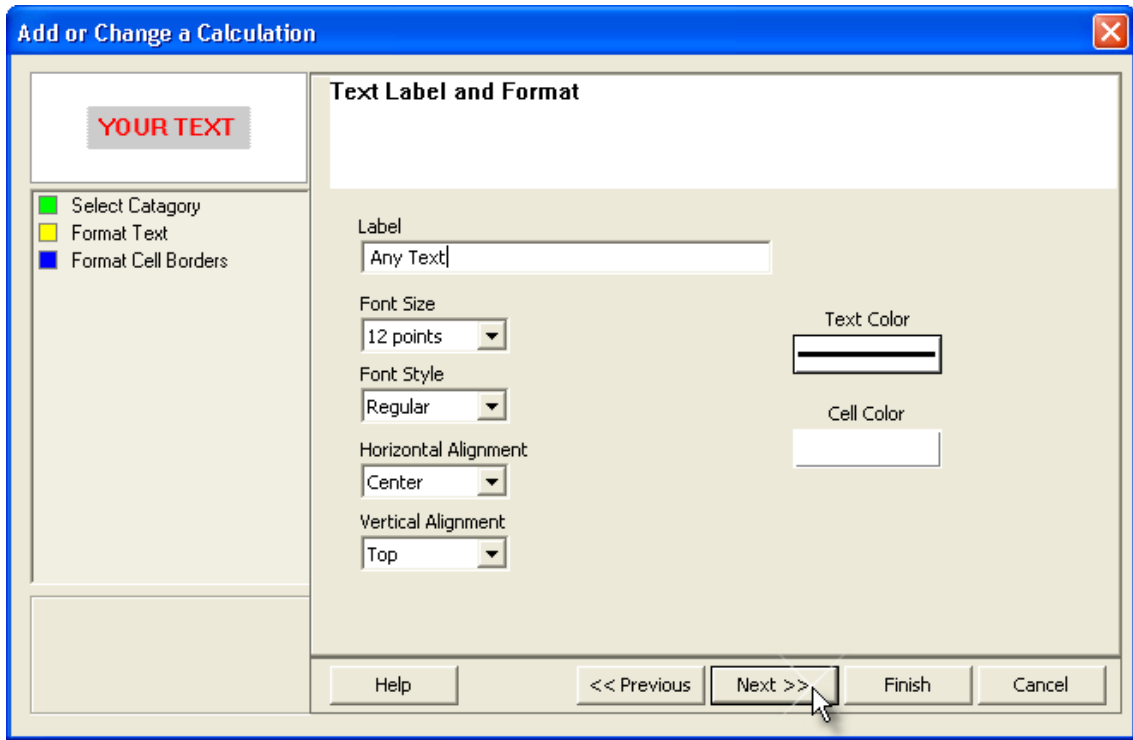 Add or Change a Calculation
YOUR TEXT
Select Catagory
Format Text
Format Cell Borders
Text Label and Format
Label
Any Text
Font Size
12 points
Font Style
Regular
Horizontal Alignment
Center
Vertical Alignment
Top
Text Color
Cell Color
Help
<< Previous
Next >>
Finish
Cancel